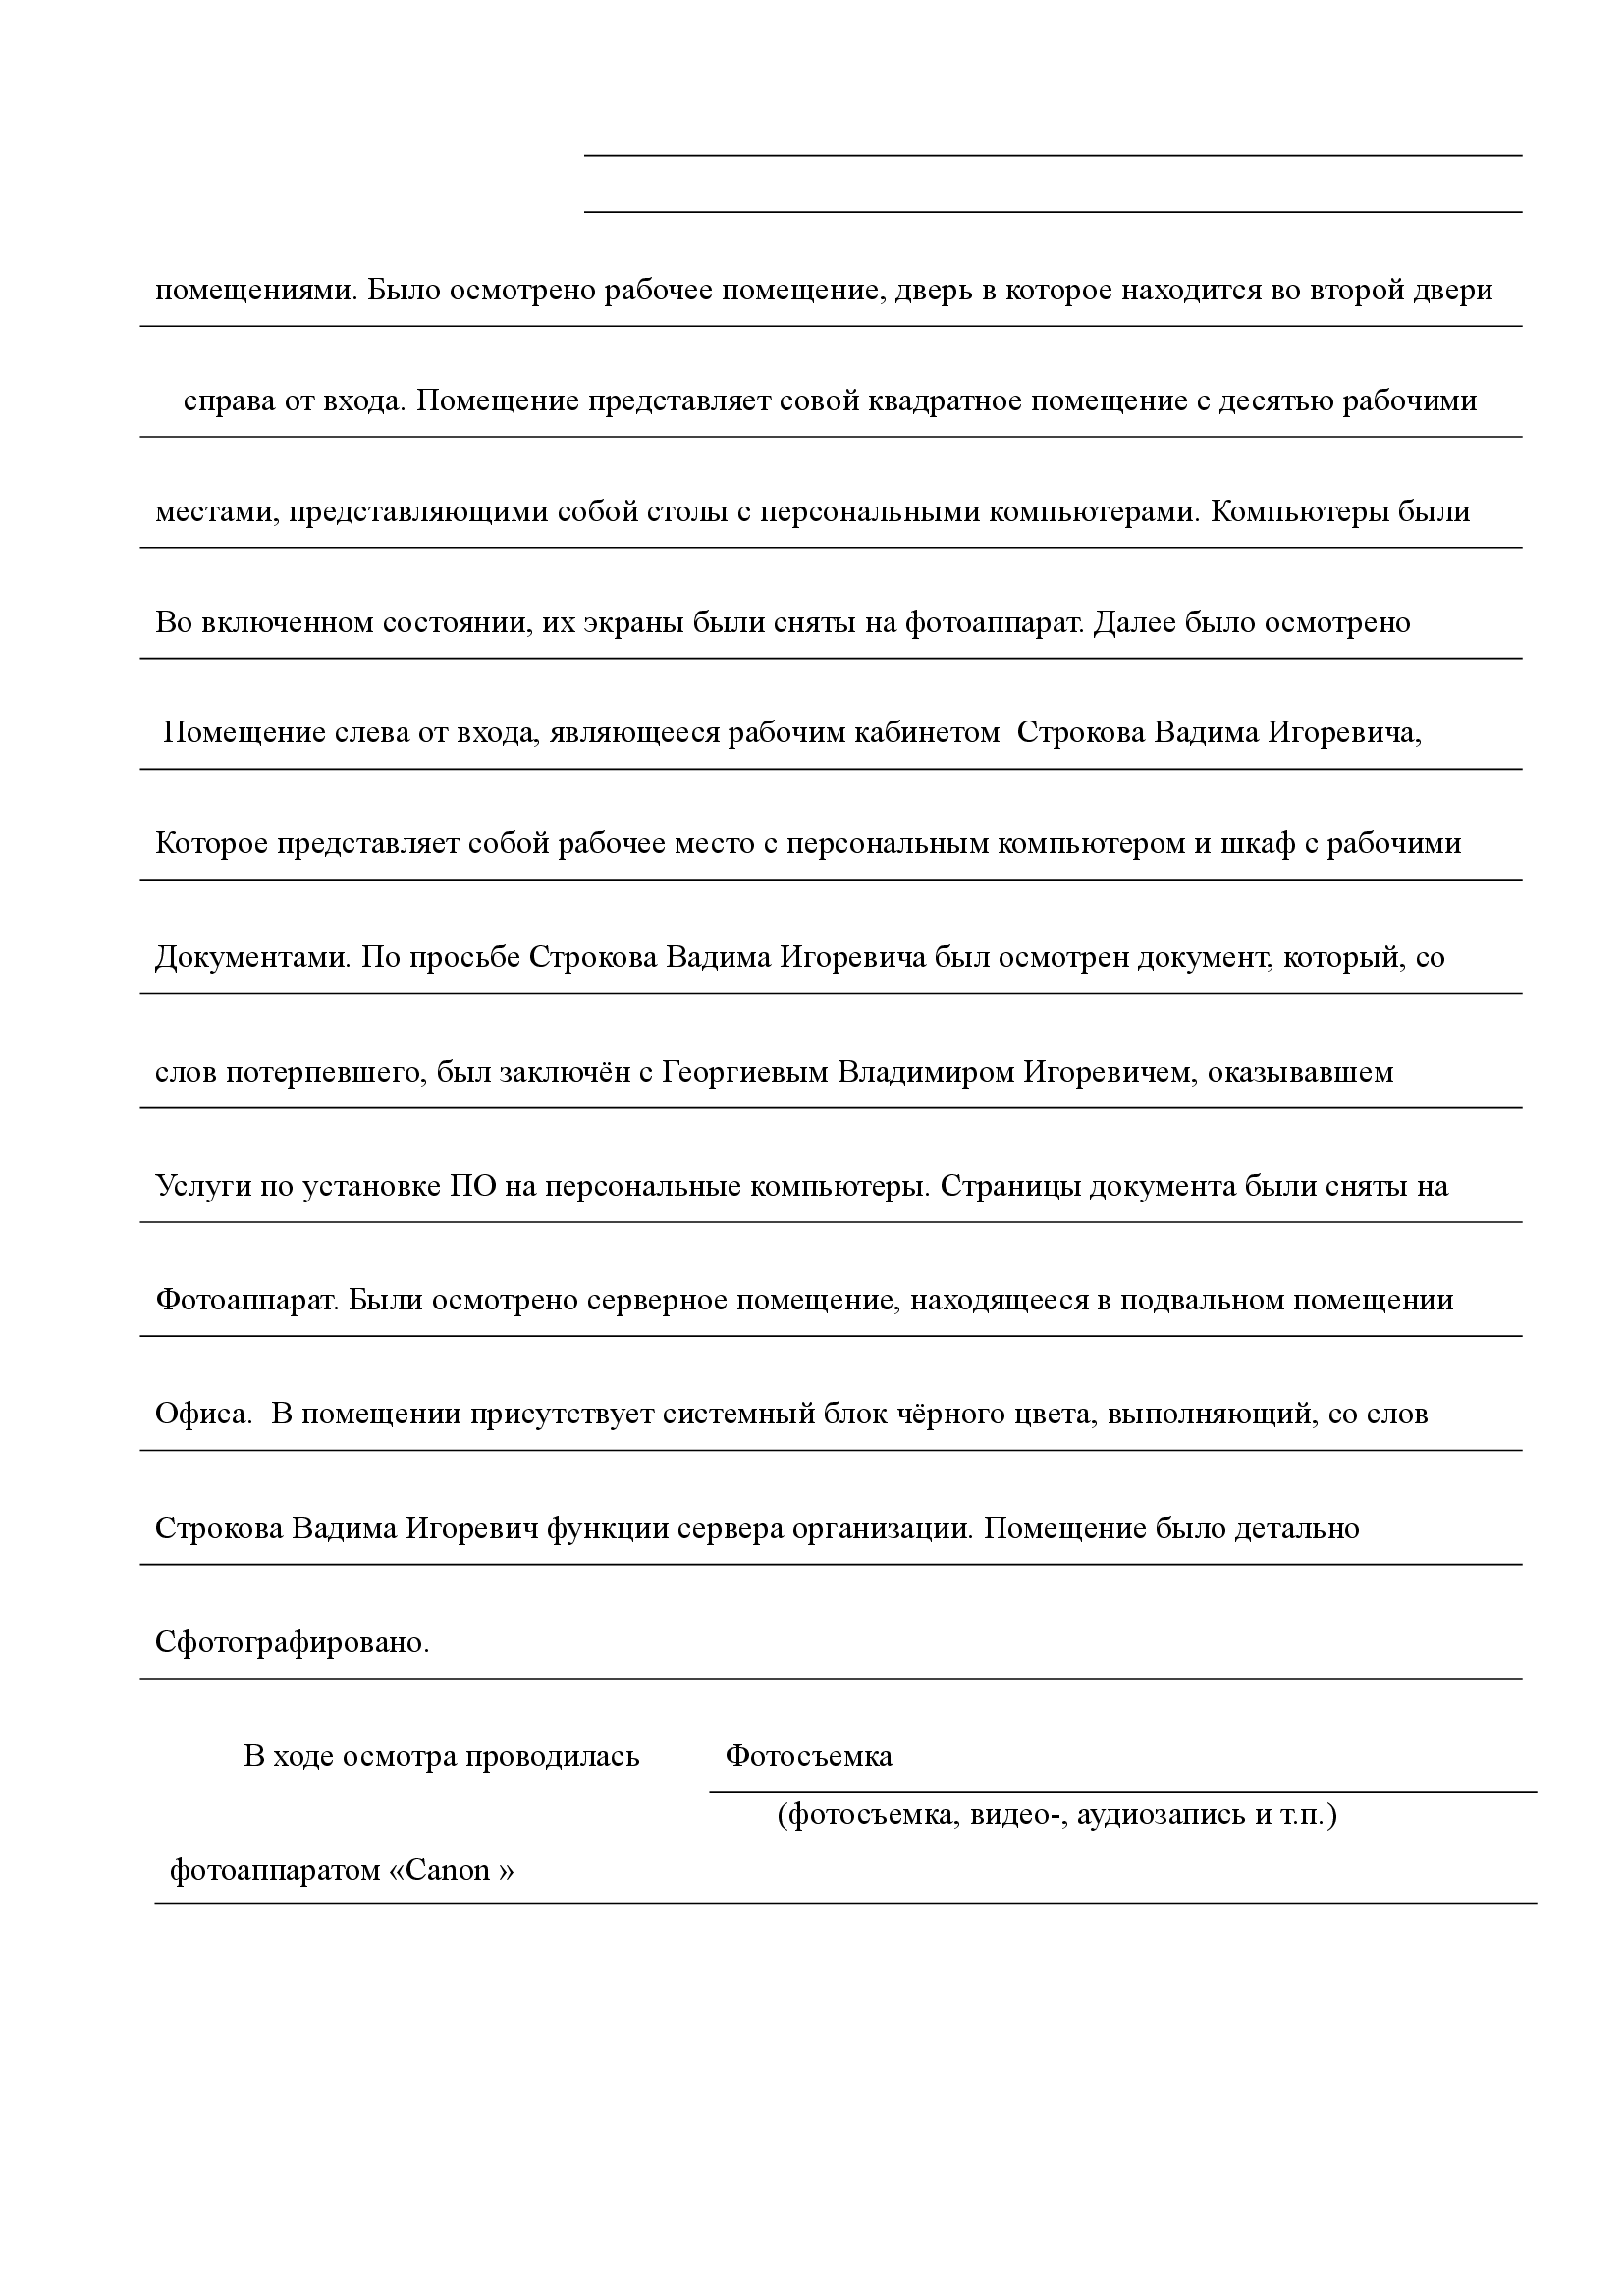 помещениями. Было осмотрено рабочее помещение, дверь в которое находится во второй двери
справа от входа. Помещение представляет совой квадратное помещение с десятью рабочими
местами, представляющими собой столы с персональными компьютерами. Компьютеры были
Во включенном состоянии, их экраны были сняты на фотоаппарат. Далее было осмотрено
Помещение слева от входа, являющееся рабочим кабинетом  Строкова Вадима Игоревича,
Которое представляет собой рабочее место с персональным компьютером и шкаф с рабочими
Документами. По просьбе Строкова Вадима Игоревича был осмотрен документ, который, со
слов потерпевшего, был заключён с Георгиевым Владимиром Игоревичем, оказывавшем
Услуги по установке ПО на персональные компьютеры. Страницы документа были сняты на
Фотоаппарат. Были осмотрено серверное помещение, находящееся в подвальном помещении
Офиса.  В помещении присутствует системный блок чёрного цвета, выполняющий, со слов
Строкова Вадима Игоревич функции сервера организации. Помещение было детально
Сфотографировано.
В ходе осмотра проводилась Фотосъемка
(фотосъемка, видео-, аудиозапись и т.п.)
фотоаппаратом «Canon »